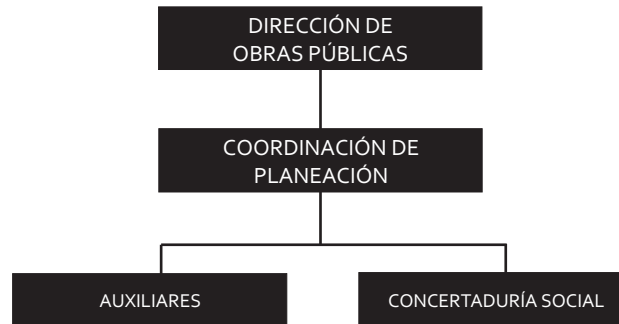 DIRECCIÓN DE
OBRAS PÚBLICAS
COORDINACIÓN DE
PLANEACIÓN
AUXILIARES
CONCERTADURÍA SOCIAL